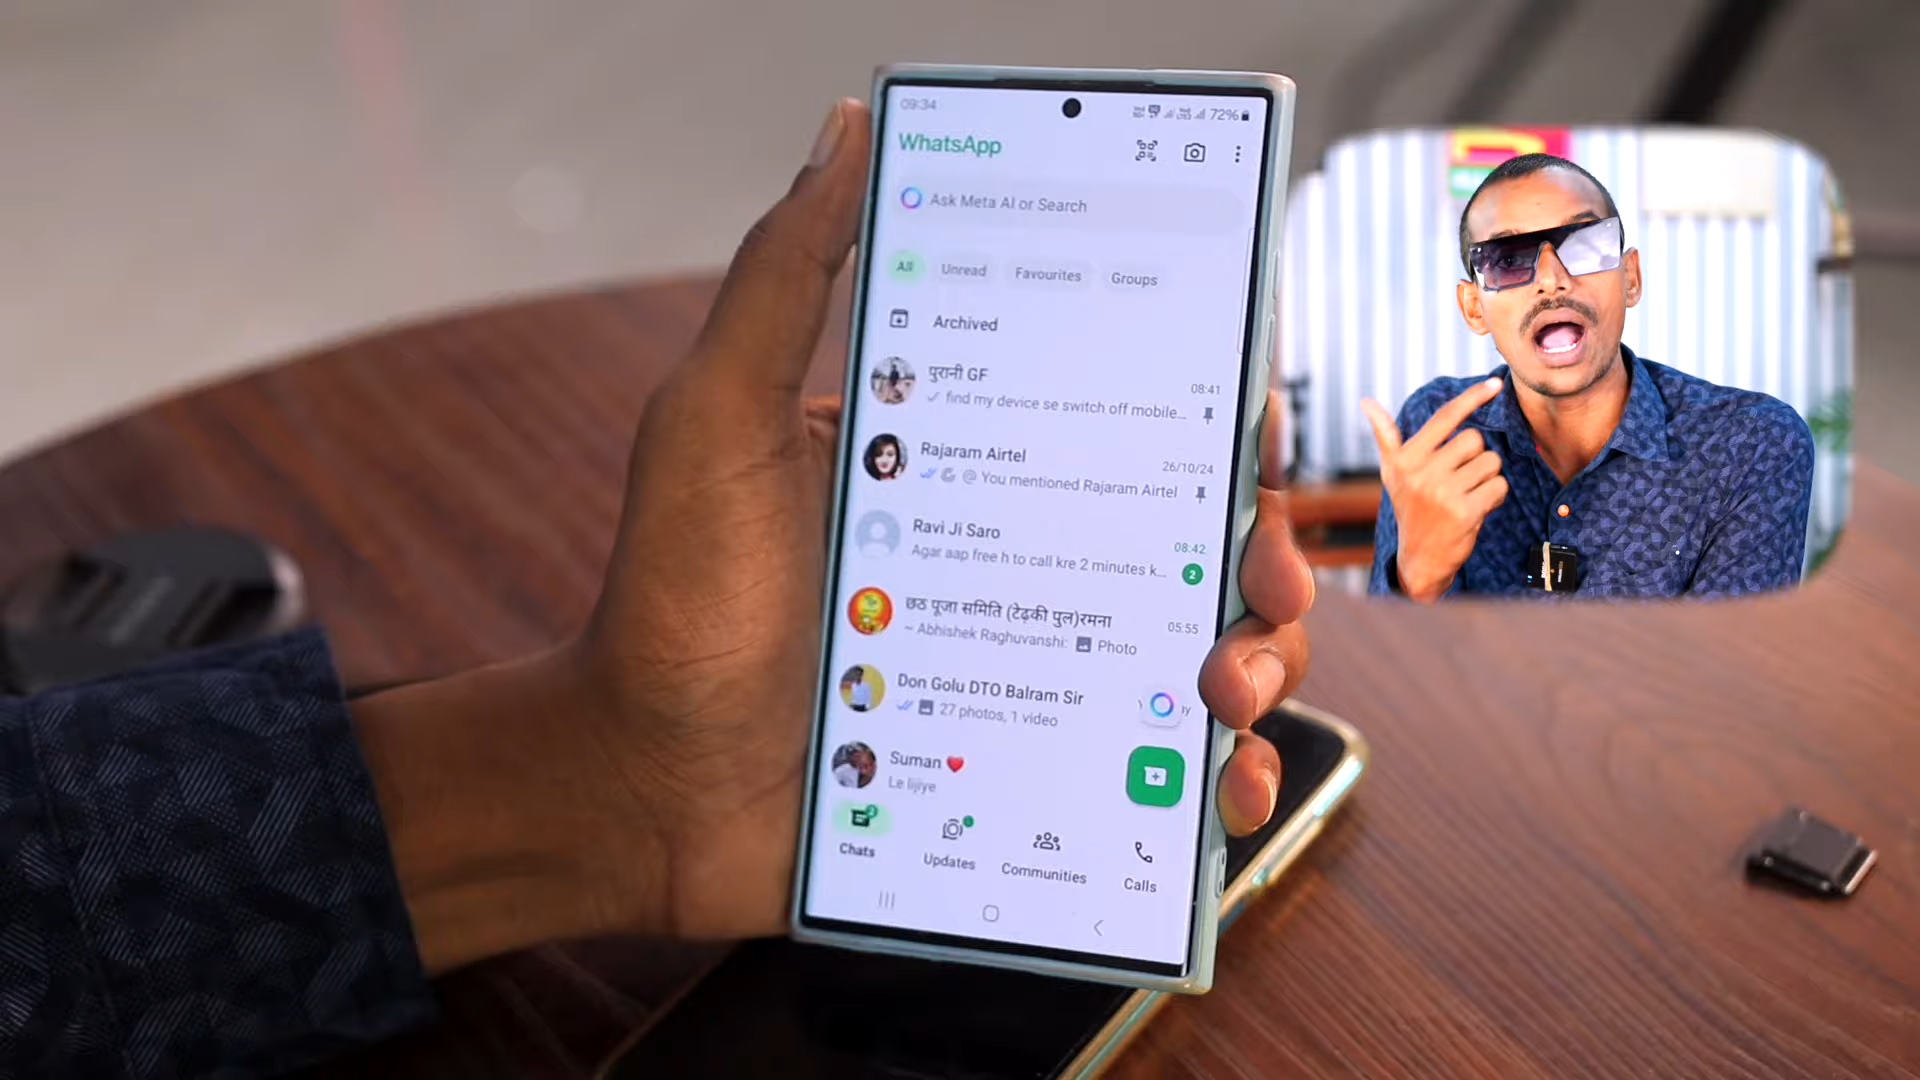 09:34 72%
WhatsApp
Ask Meta AI or Search
All Unread Favourites Groups
Archived
पुरानी GF 08:41
find my device se switch off mobile...
Rajaram Airtel 26/10/24
@ You mentioned Rajaram Airtel
Ravi Ji Saro 08:42
Agar aap free h to call kre 2 minutes k... 2
छठ पूजा समिति (टेढ़की पुल)रमना 05:55
~ Abhishek Raghuvanshi: Photo
Don Golu DTO Balram Sir
27 photos, 1 video
Suman ❤️
Le lijiye
Chats Updates Communities Calls